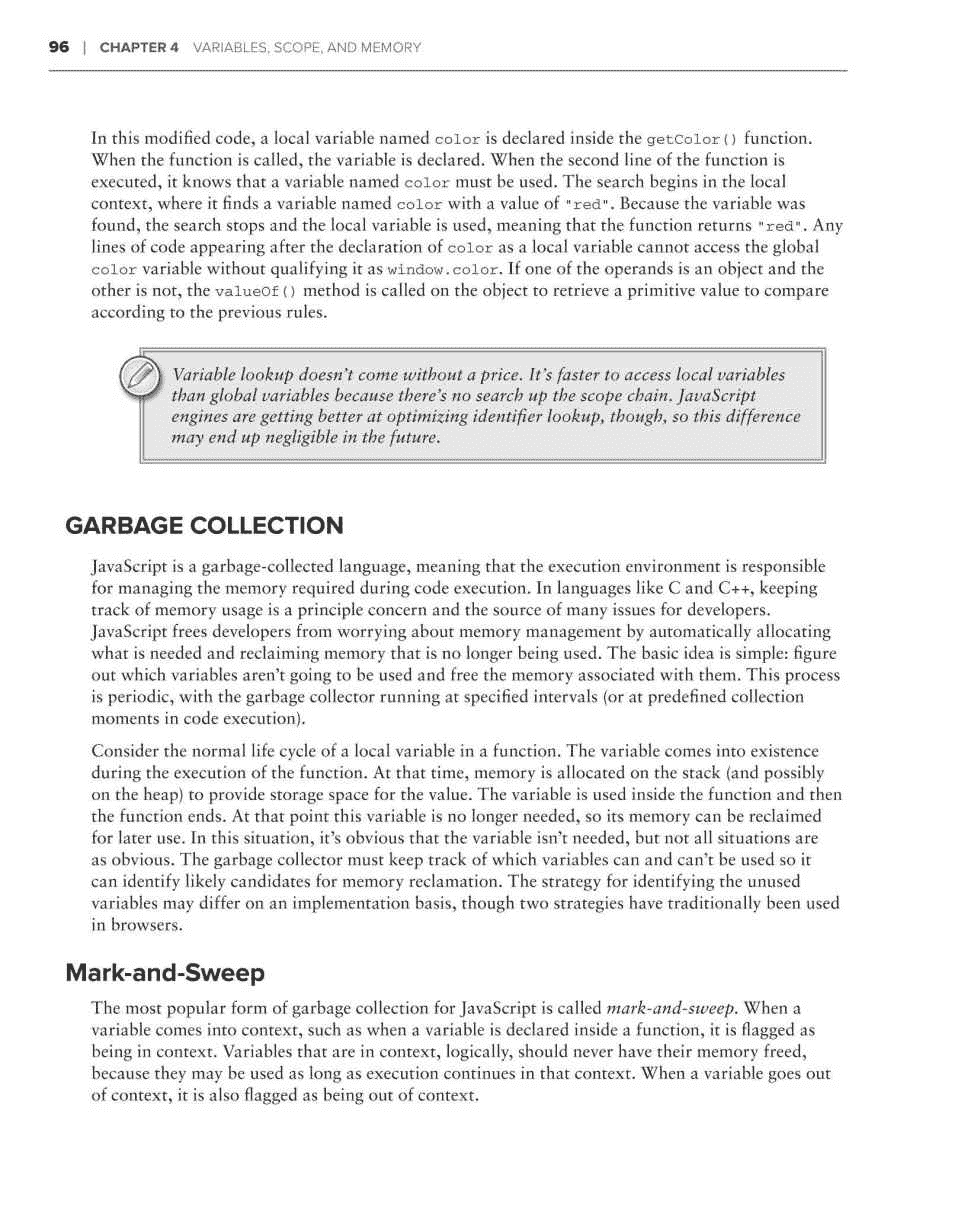 96 | CHAPTER 4 VARIABLES, SCOPE, AND MEMORY
In this modified code, a local variable named color is declared inside the getColor() function.
When the function is called, the variable is declared. When the second line of the function is
executed, it knows that a variable named color must be used. The search begins in the local
context, where it finds a variable named color with a value of "red". Because the variable was
found, the search stops and the local variable is used, meaning that the function returns "red". Any
lines of code appearing after the declaration of color as a local variable cannot access the global
color variable without qualifying it as window.color. If one of the operands is an object and the
other is not, the valueOf() method is called on the object to retrieve a primitive value to compare
according to the previous rules.
Variable lookup doesn't come without a price. It's faster to access local variables
than global variables because there's no search up the scope chain. JavaScript
engines are getting better at optimizing identifier lookup, though, so this difference
may end up negligible in the future.
GARBAGE COLLECTION
JavaScript is a garbage-collected language, meaning that the execution environment is responsible
for managing the memory required during code execution. In languages like C and C++, keeping
track of memory usage is a principle concern and the source of many issues for developers.
JavaScript frees developers from worrying about memory management by automatically allocating
what is needed and reclaiming memory that is no longer being used. The basic idea is simple: figure
out which variables aren't going to be used and free the memory associated with them. This process
is periodic, with the garbage collector running at specified intervals (or at predefined collection
moments in code execution).
Consider the normal life cycle of a local variable in a function. The variable comes into existence
during the execution of the function. At that time, memory is allocated on the stack (and possibly
on the heap) to provide storage space for the value. The variable is used inside the function and then
the function ends. At that point this variable is no longer needed, so its memory can be reclaimed
for later use. In this situation, it's obvious that the variable isn't needed, but not all situations are
as obvious. The garbage collector must keep track of which variables can and can't be used so it
can identify likely candidates for memory reclamation. The strategy for identifying the unused
variables may differ on an implementation basis, though two strategies have traditionally been used
in browsers.
Mark-and-Sweep
The most popular form of garbage collection for JavaScript is called mark-and-sweep. When a
variable comes into context, such as when a variable is declared inside a function, it is flagged as
being in context. Variables that are in context, logically, should never have their memory freed,
because they may be used as long as execution continues in that context. When a variable goes out
of context, it is also flagged as being out of context.